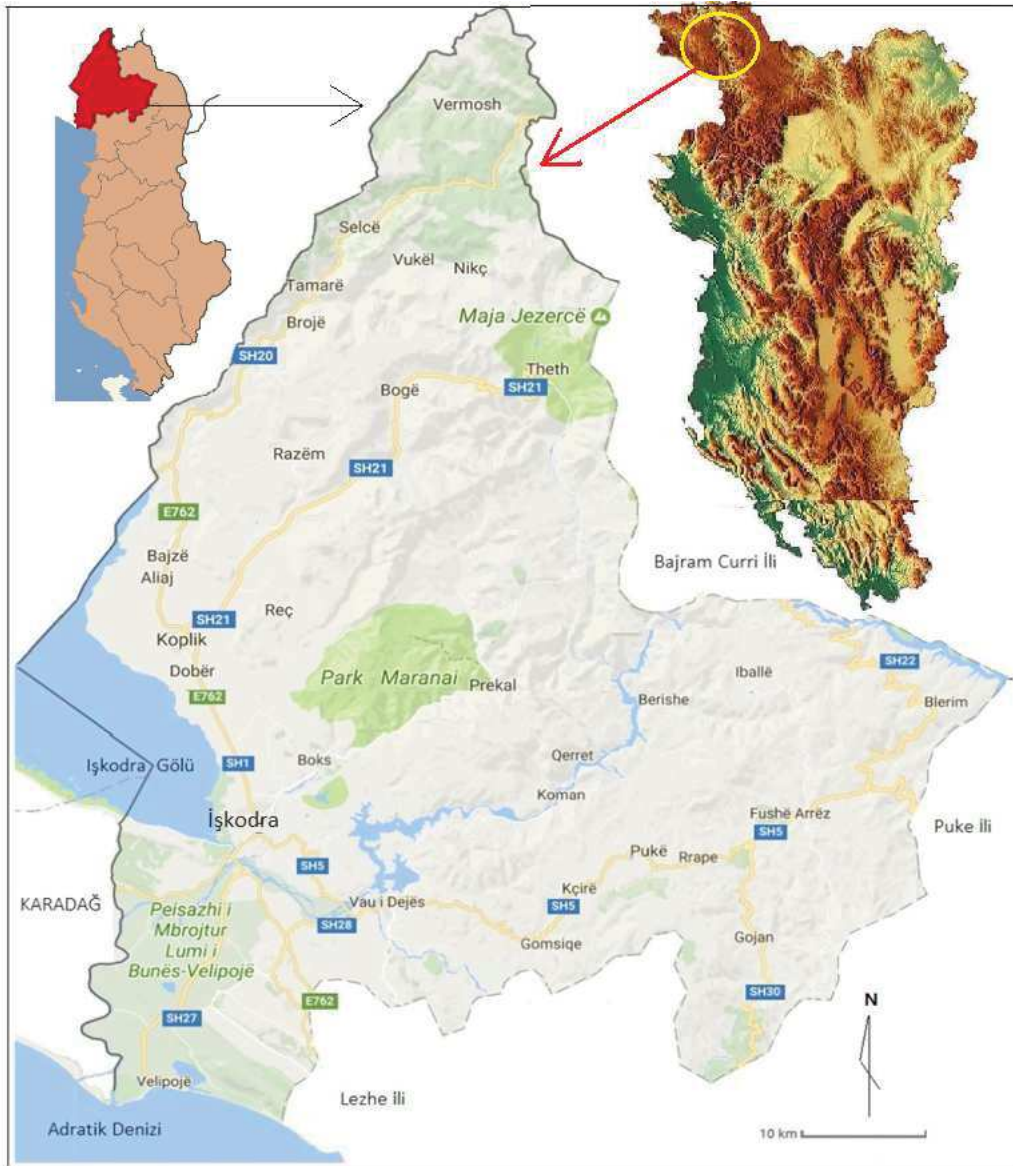 Vermosh
Selcë
Vukël
Nikç
Tamarë
Brojë
Maja Jezercë
SH20
Theth
Bogë
SH21
Razëm
SH21
E762
Bajzë
Aliaj
Bajram Curri İli
SH21
Reç
Koplik
Dobër
Park Maranai
Prekal
Iballë
SH22
E762
Berishe
Blerim
Işkodra Gölü
SH1
Boks
Qerret
Koman
İşkodra
Fushë Arrëz
SH5
Puke İli
Pukë
Rrape
SH5
KARADAĞ
Vau i Dejës
Kçirë
SH5
Peisazhi i
Mbrojtur
Lumi i
Bunës-Velipojë
SH28
Gomsiqe
Gojan
SH30
N
E762
SH27
Velipojë
Lezhe İli
Adratik Denizi
10 km